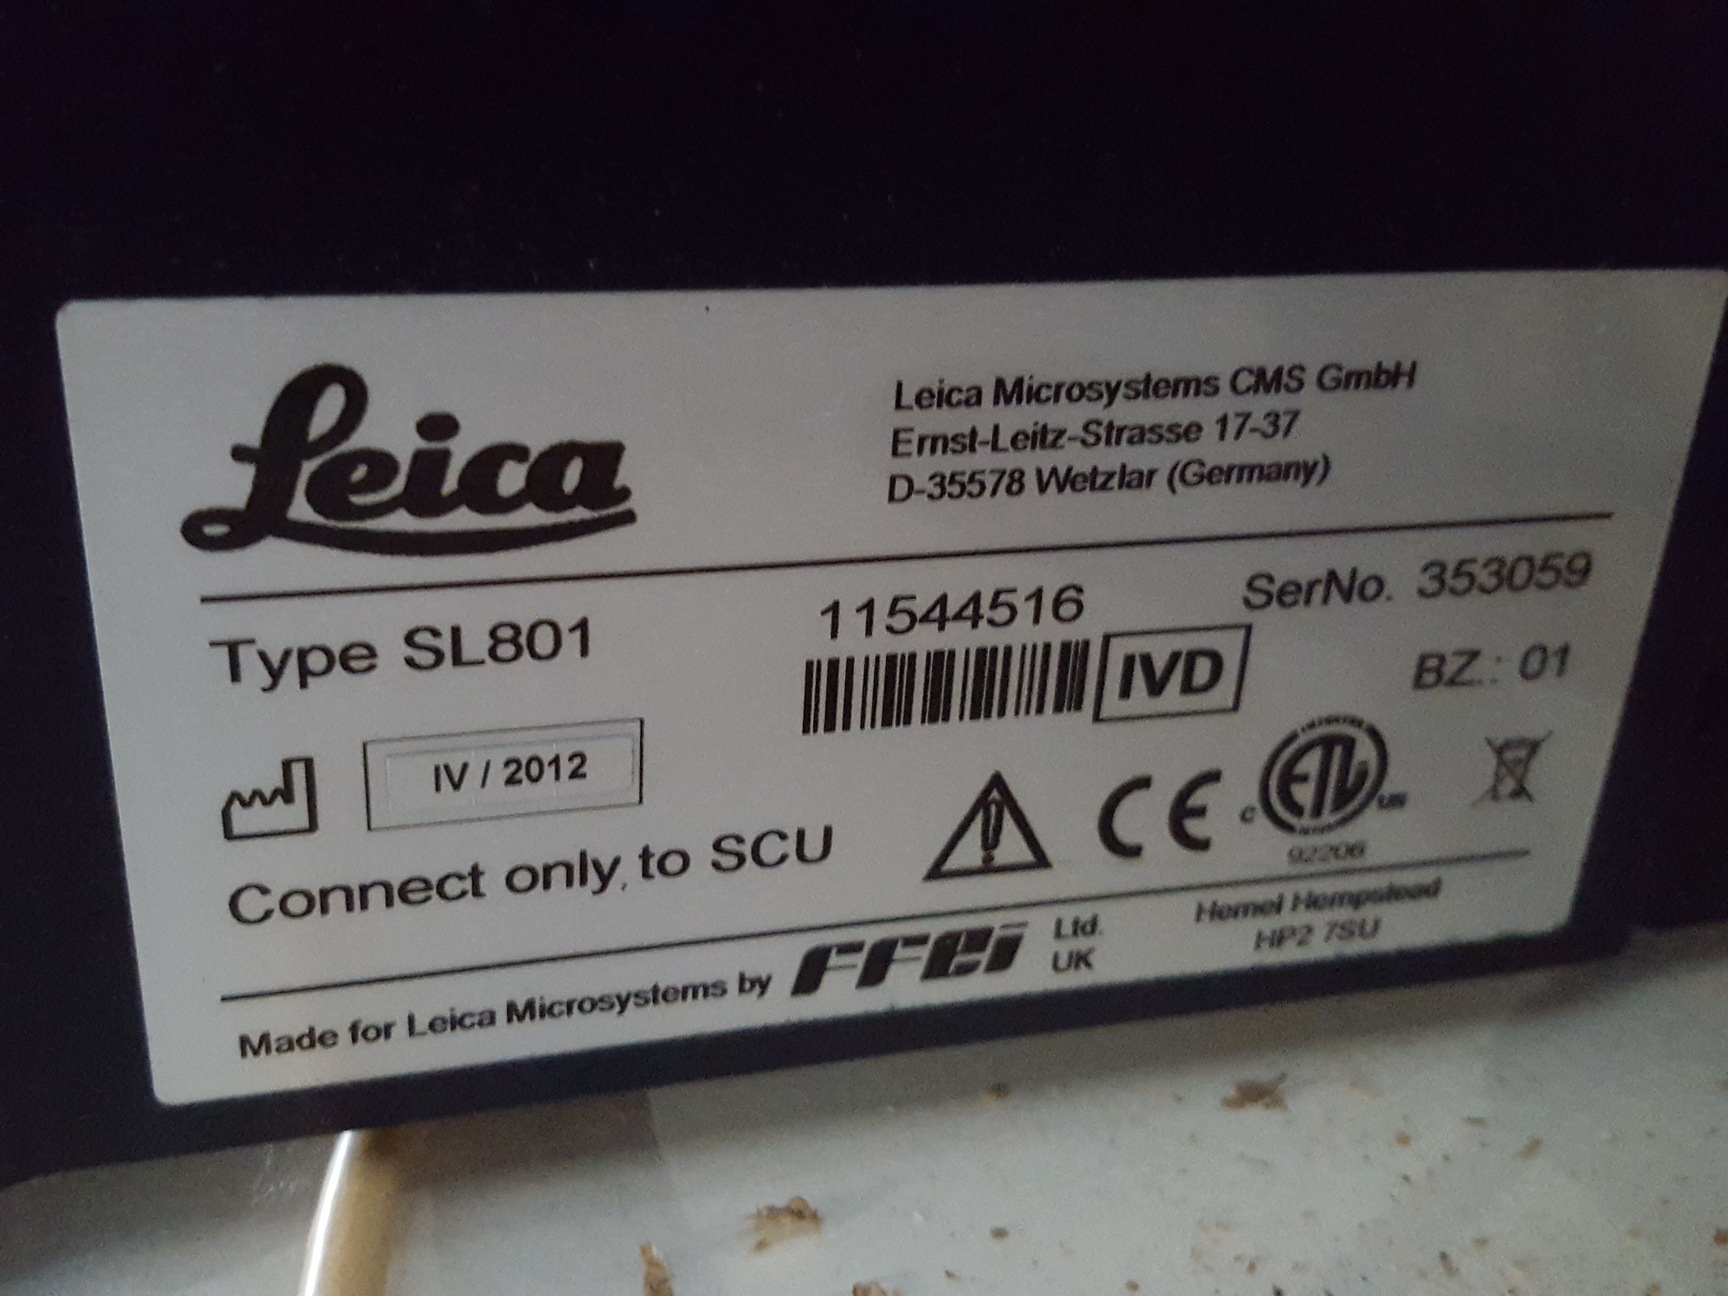 Leica
Leica Microsystems CMS GmbH
Ernst-Leitz-Strasse 17-37
D-35578 Wetzlar (Germany)
Type SL801
11544516
SerNo. 353059
IVD
BZ.: 01
IV / 2012
CE
c ETL us
92206
Connect only to SCU
Made for Leica Microsystems by FFEI Ltd.
UK
Hemel Hempstead
HP2 7SU